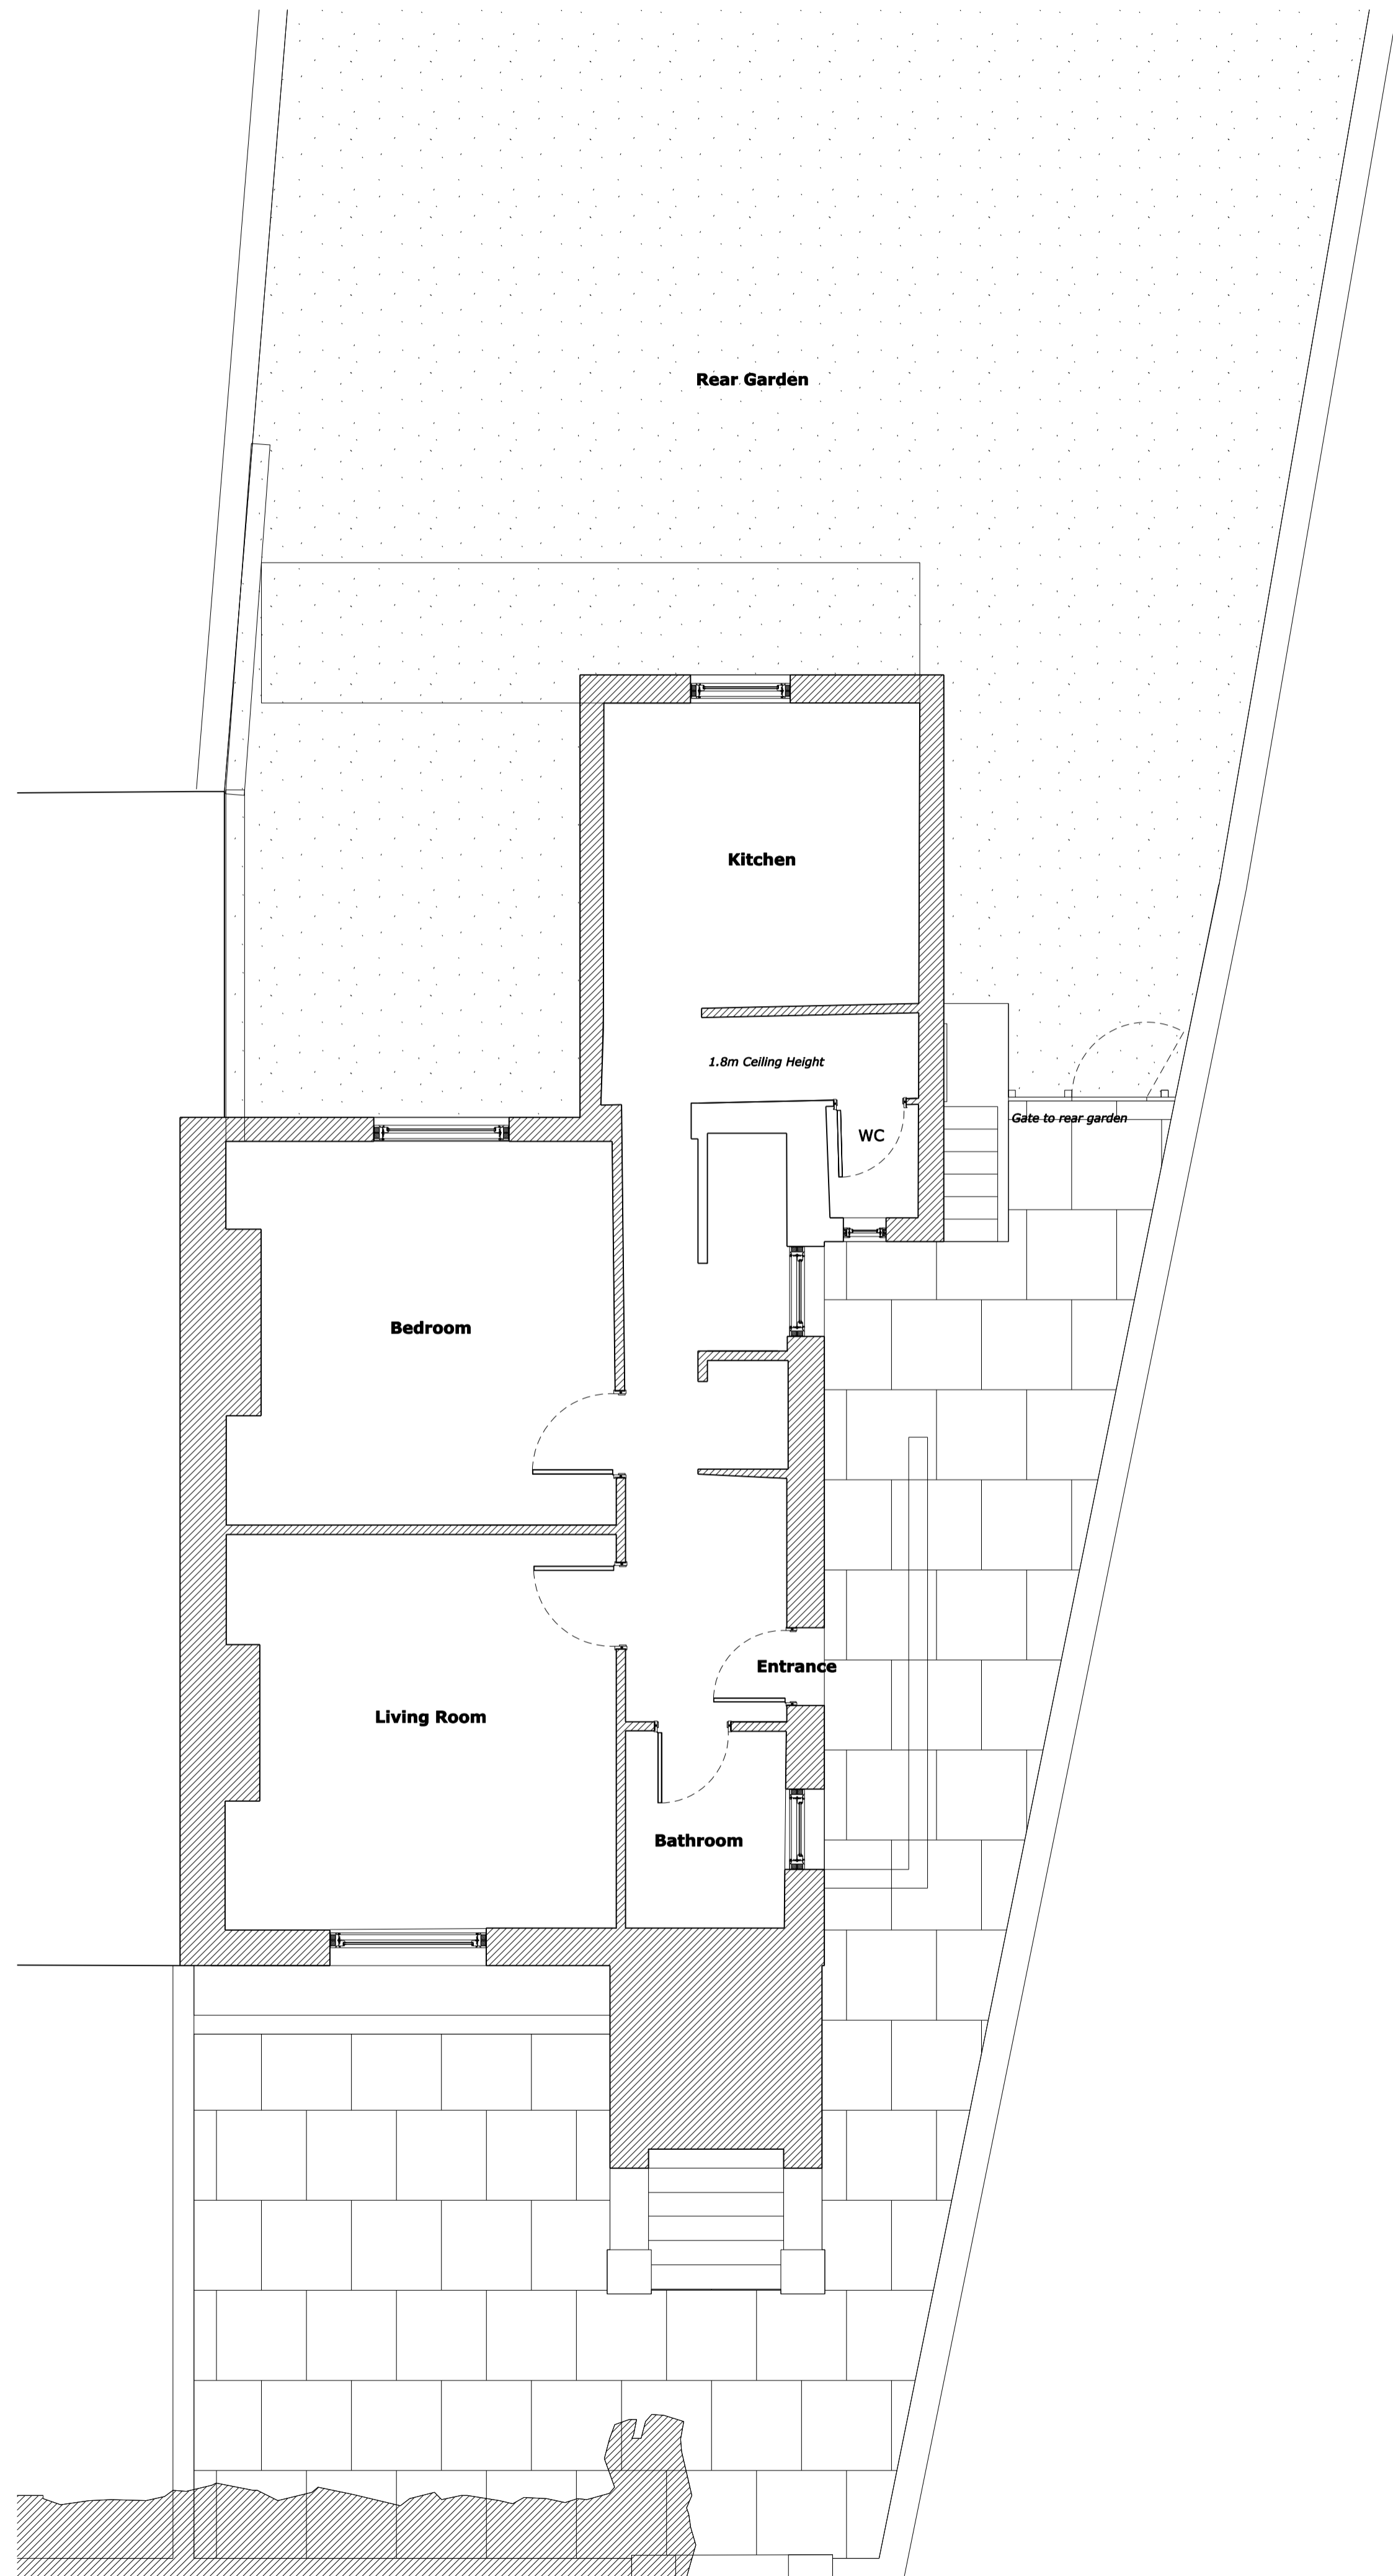 Rear Garden
Kitchen
1.8m Ceiling Height
Gate to rear garden
WC
Bedroom
Entrance
Living Room
Bathroom